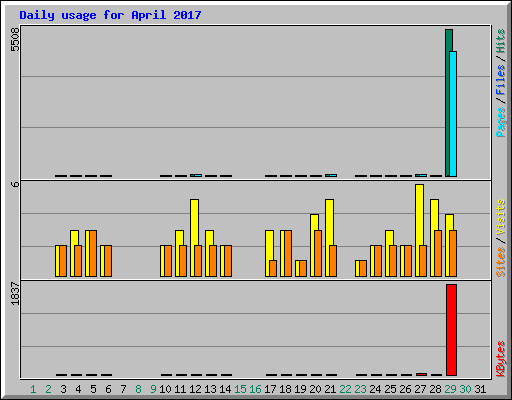 Daily usage for April 2017
5508
6
1837
Pages / Files / Hits
Sites / Visits
KBytes
1 2 3 4 5 6 7 8 9 10 11 12 13 14 15 16 17 18 19 20 21 22 23 24 25 26 27 28 29 30 31